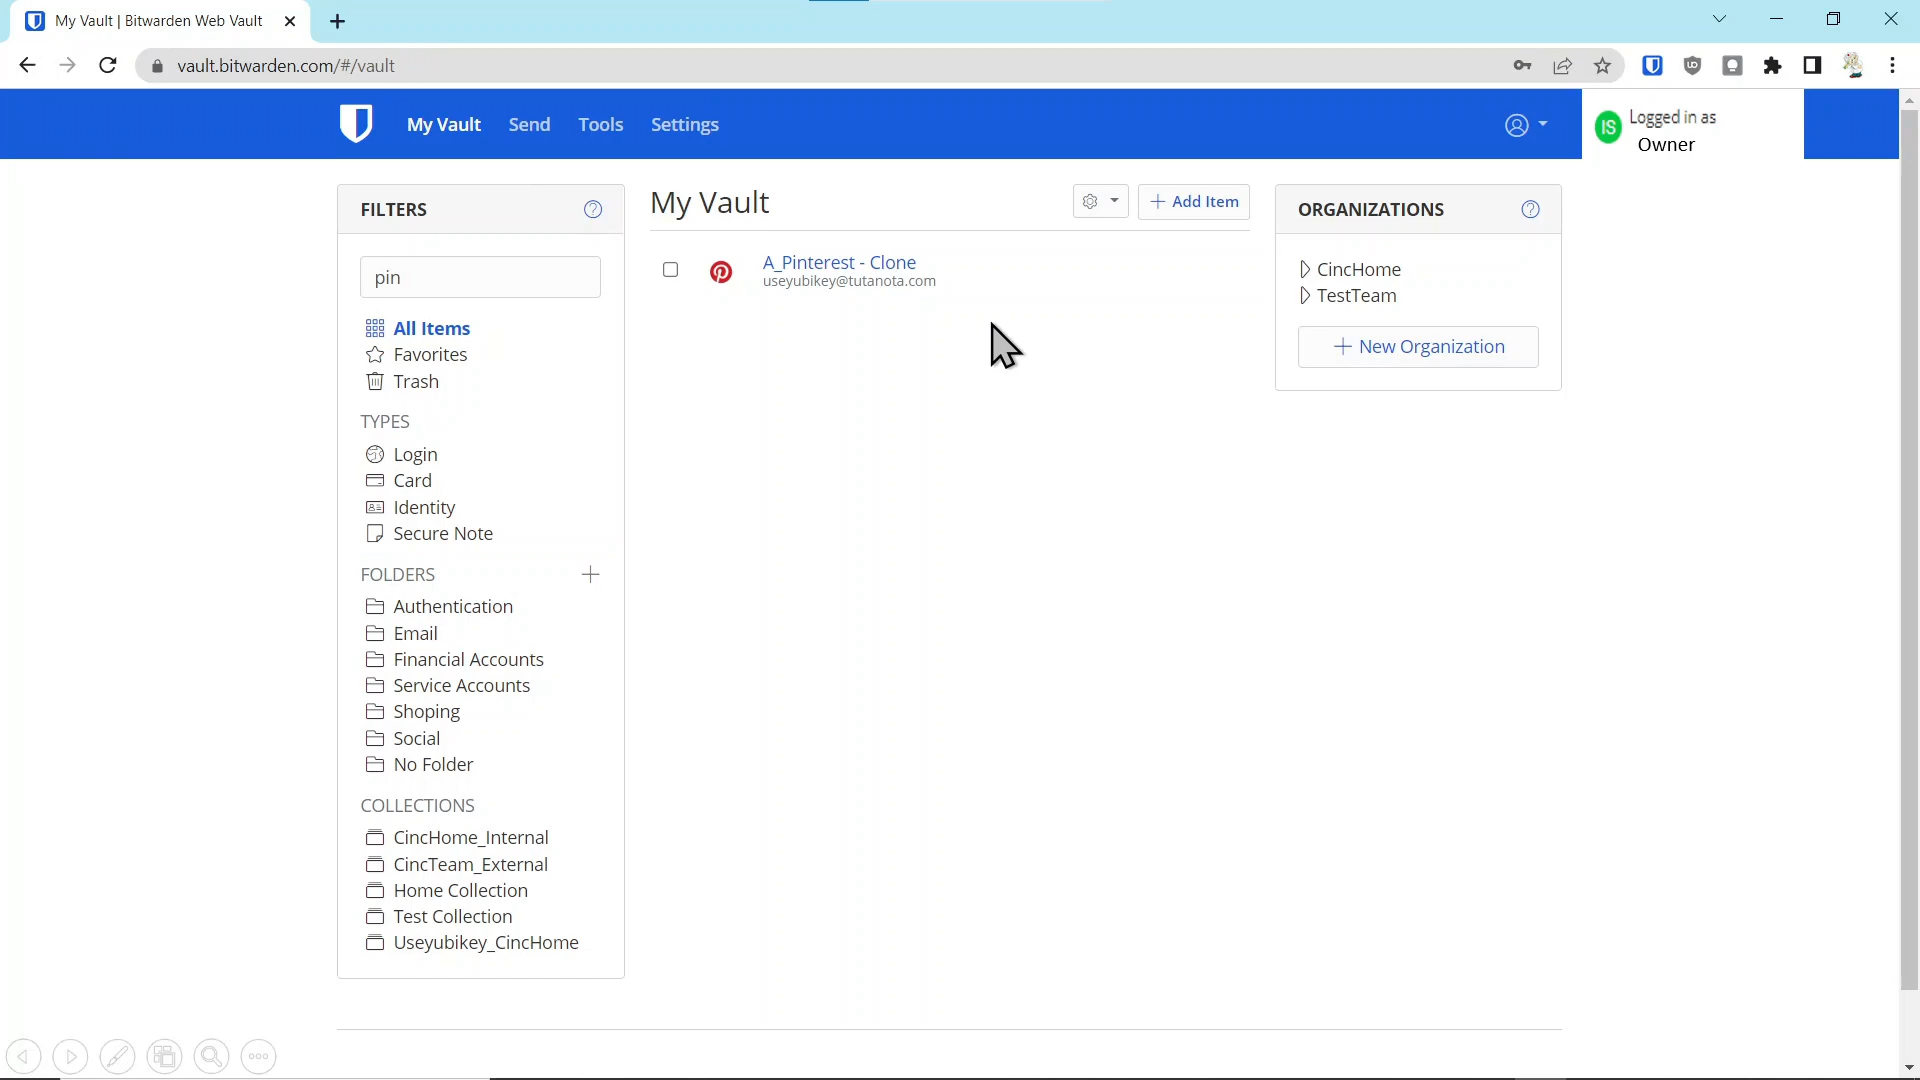 My Vault | Bitwarden Web Vault
vault.bitwarden.com/#/vault
My Vault
Send
Tools
Settings
IS
Logged in as
Owner
FILTERS
pin
All Items
Favorites
Trash
TYPES
Login
Card
Identity
Secure Note
FOLDERS
Authentication
Email
Financial Accounts
Service Accounts
Shoping
Social
No Folder
COLLECTIONS
CincHome_Internal
CincTeam_External
Home Collection
Test Collection
Useyubikey_CincHome
My Vault
Add Item
A_Pinterest - Clone
useyubikey@tutanota.com
ORGANIZATIONS
CincHome
TestTeam
New Organization